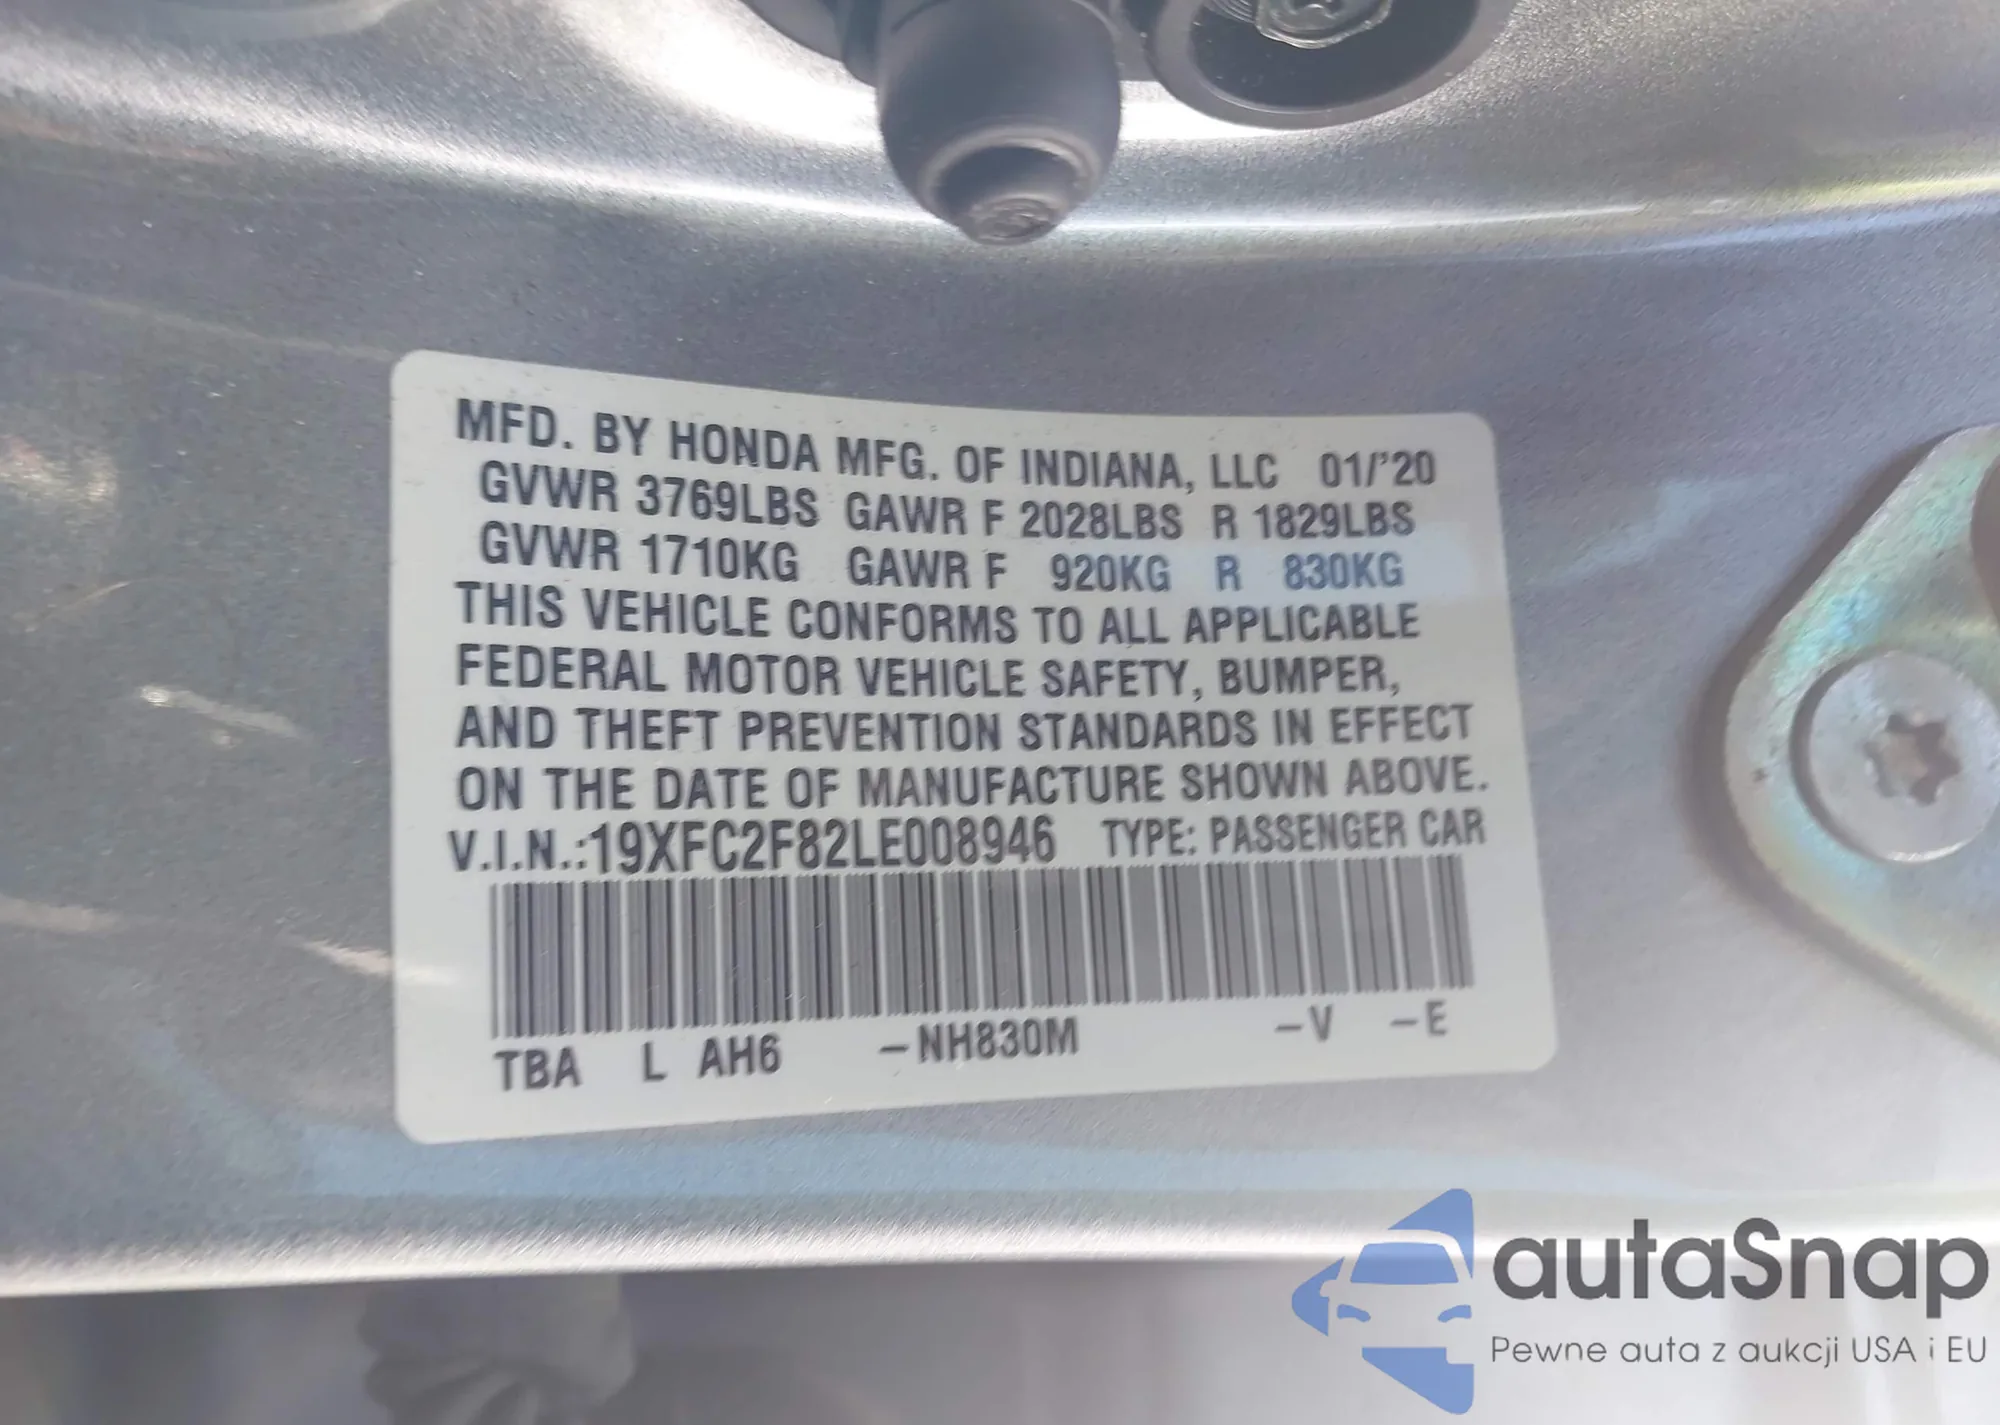 MFD. BY HONDA MFG. OF INDIANA, LLC 01/'20
GVWR 3769LBS GAWR F 2028LBS R 1829LBS
GVWR 1710KG GAWR F 920KG R 830KG
THIS VEHICLE CONFORMS TO ALL APPLICABLE
FEDERAL MOTOR VEHICLE SAFETY, BUMPER,
AND THEFT PREVENTION STANDARDS IN EFFECT
ON THE DATE OF MANUFACTURE SHOWN ABOVE.
V.I.N.:19XFC2F82LE008946 TYPE: PASSENGER CAR
TBA L AH6 –NH830M –V –E
autaSnap
Pewne auta z aukcji USA i EU